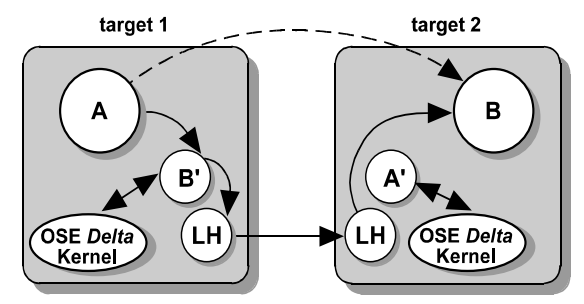 target 1
target 2
A
B
B'
A'
LH
LH
OSE Delta
Kernel
OSE Delta
Kernel